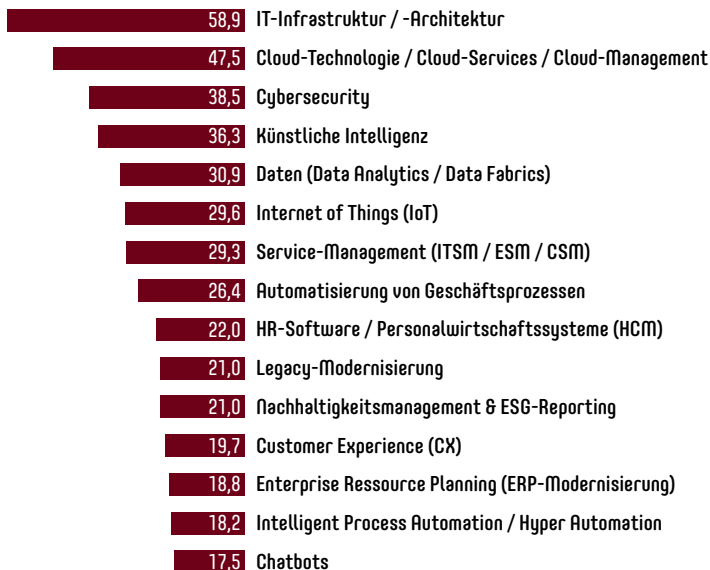 58,9 IT-Infrastruktur / -Architektur
47,5 Cloud-Technologie / Cloud-Services / Cloud-Management
38,5 Cybersecurity
36,3 Künstliche Intelligenz
30,9 Daten (Data Analytics / Data Fabrics)
29,6 Internet of Things (IoT)
29,3 Service-Management (ITSM / ESM / CSM)
26,4 Automatisierung von Geschäftsprozessen
22,0 HR-Software / Personalwirtschaftssysteme (HCM)
21,0 Legacy-Modernisierung
21,0 Nachhaltigkeitsmanagement & ESG-Reporting
19,7 Customer Experience (CX)
18,8 Enterprise Ressource Planning (ERP-Modernisierung)
18,2 Intelligent Process Automation / Hyper Automation
17,5 Chatbots